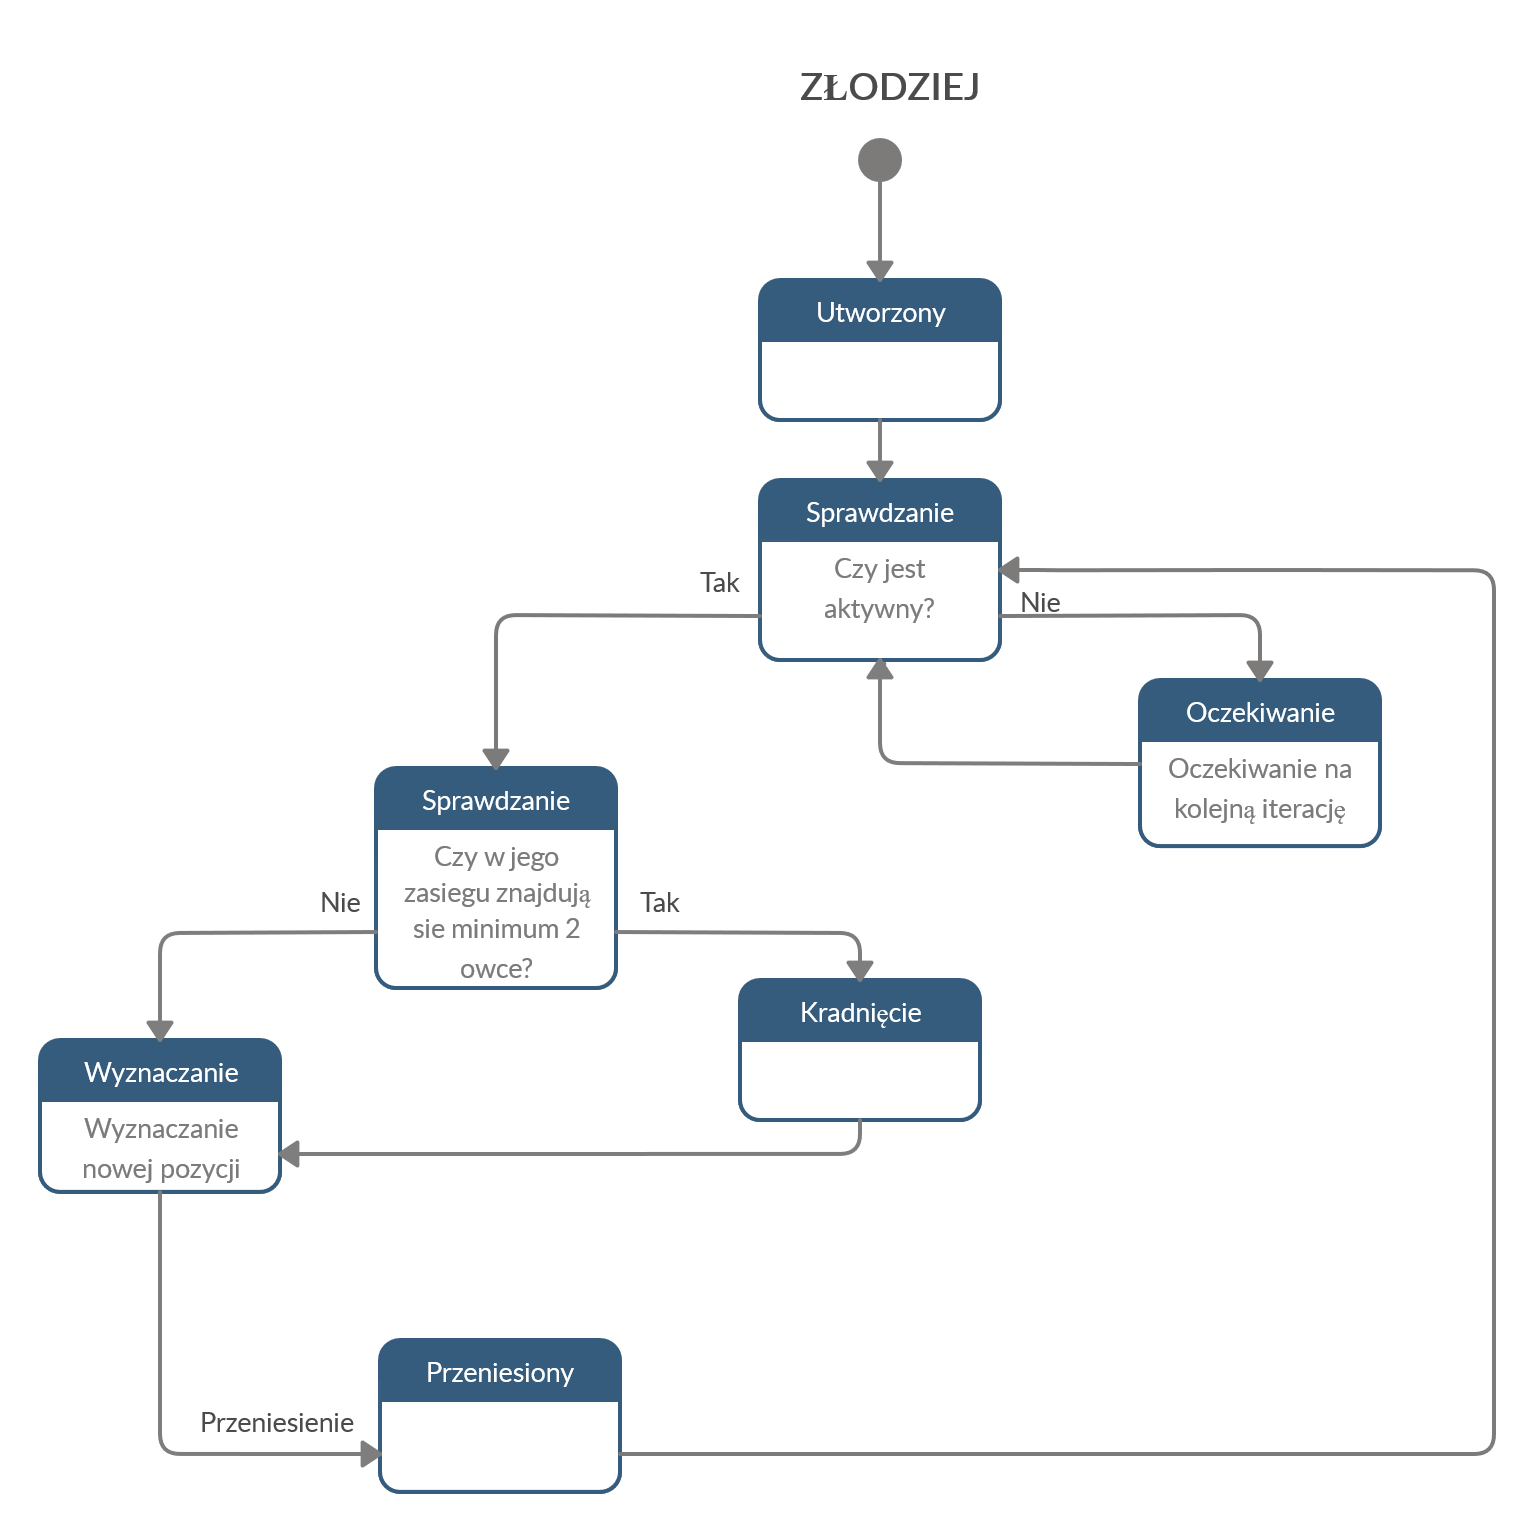 ZŁODZIEJ
Utworzony
Sprawdzanie
Czy jest
aktywny?
Tak
Nie
Oczekiwanie
Oczekiwanie na
kolejną iterację
Sprawdzanie
Czy w jego
zasiegu znajdują
sie minimum 2
owce?
Nie
Tak
Kradnięcie
Wyznaczanie
Wyznaczanie
nowej pozycji
Przeniesiony
Przeniesienie